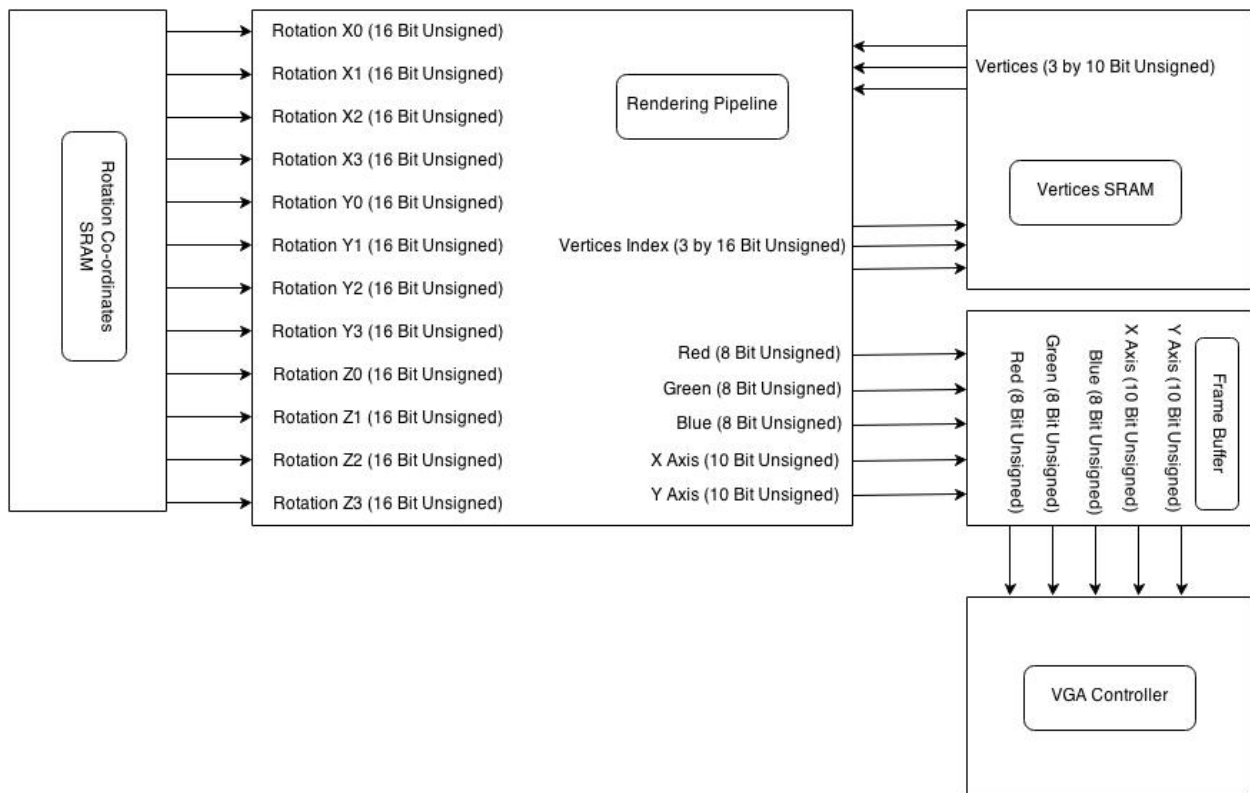 Rotation Co-ordinates
SRAM
Rotation X0 (16 Bit Unsigned)
Rotation X1 (16 Bit Unsigned)
Rotation X2 (16 Bit Unsigned)
Rotation X3 (16 Bit Unsigned)
Rotation Y0 (16 Bit Unsigned)
Rotation Y1 (16 Bit Unsigned)
Rotation Y2 (16 Bit Unsigned)
Rotation Y3 (16 Bit Unsigned)
Rotation Z0 (16 Bit Unsigned)
Rotation Z1 (16 Bit Unsigned)
Rotation Z2 (16 Bit Unsigned)
Rotation Z3 (16 Bit Unsigned)
Rendering Pipeline
Vertices Index (3 by 16 Bit Unsigned)
Red (8 Bit Unsigned)
Green (8 Bit Unsigned)
Blue (8 Bit Unsigned)
X Axis (10 Bit Unsigned)
Y Axis (10 Bit Unsigned)
Vertices (3 by 10 Bit Unsigned)
Vertices SRAM
Red (8 Bit Unsigned)
Green (8 Bit Unsigned)
Blue (8 Bit Unsigned)
X Axis (10 Bit Unsigned)
Y Axis (10 Bit Unsigned)
Frame Buffer
VGA Controller